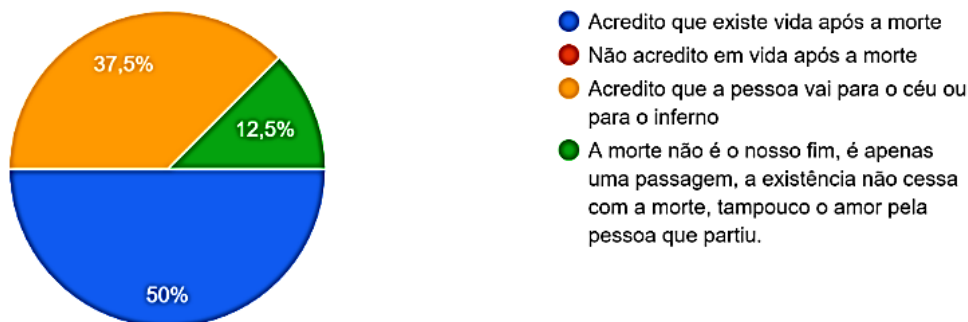 37,5%
12,5%
50%
Acredito que existe vida após a morte
Não acredito em vida após a morte
Acredito que a pessoa vai para o céu ou
para o inferno
A morte não é o nosso fim, é apenas
uma passagem, a existência não cessa
com a morte, tampouco o amor pela
pessoa que partiu.